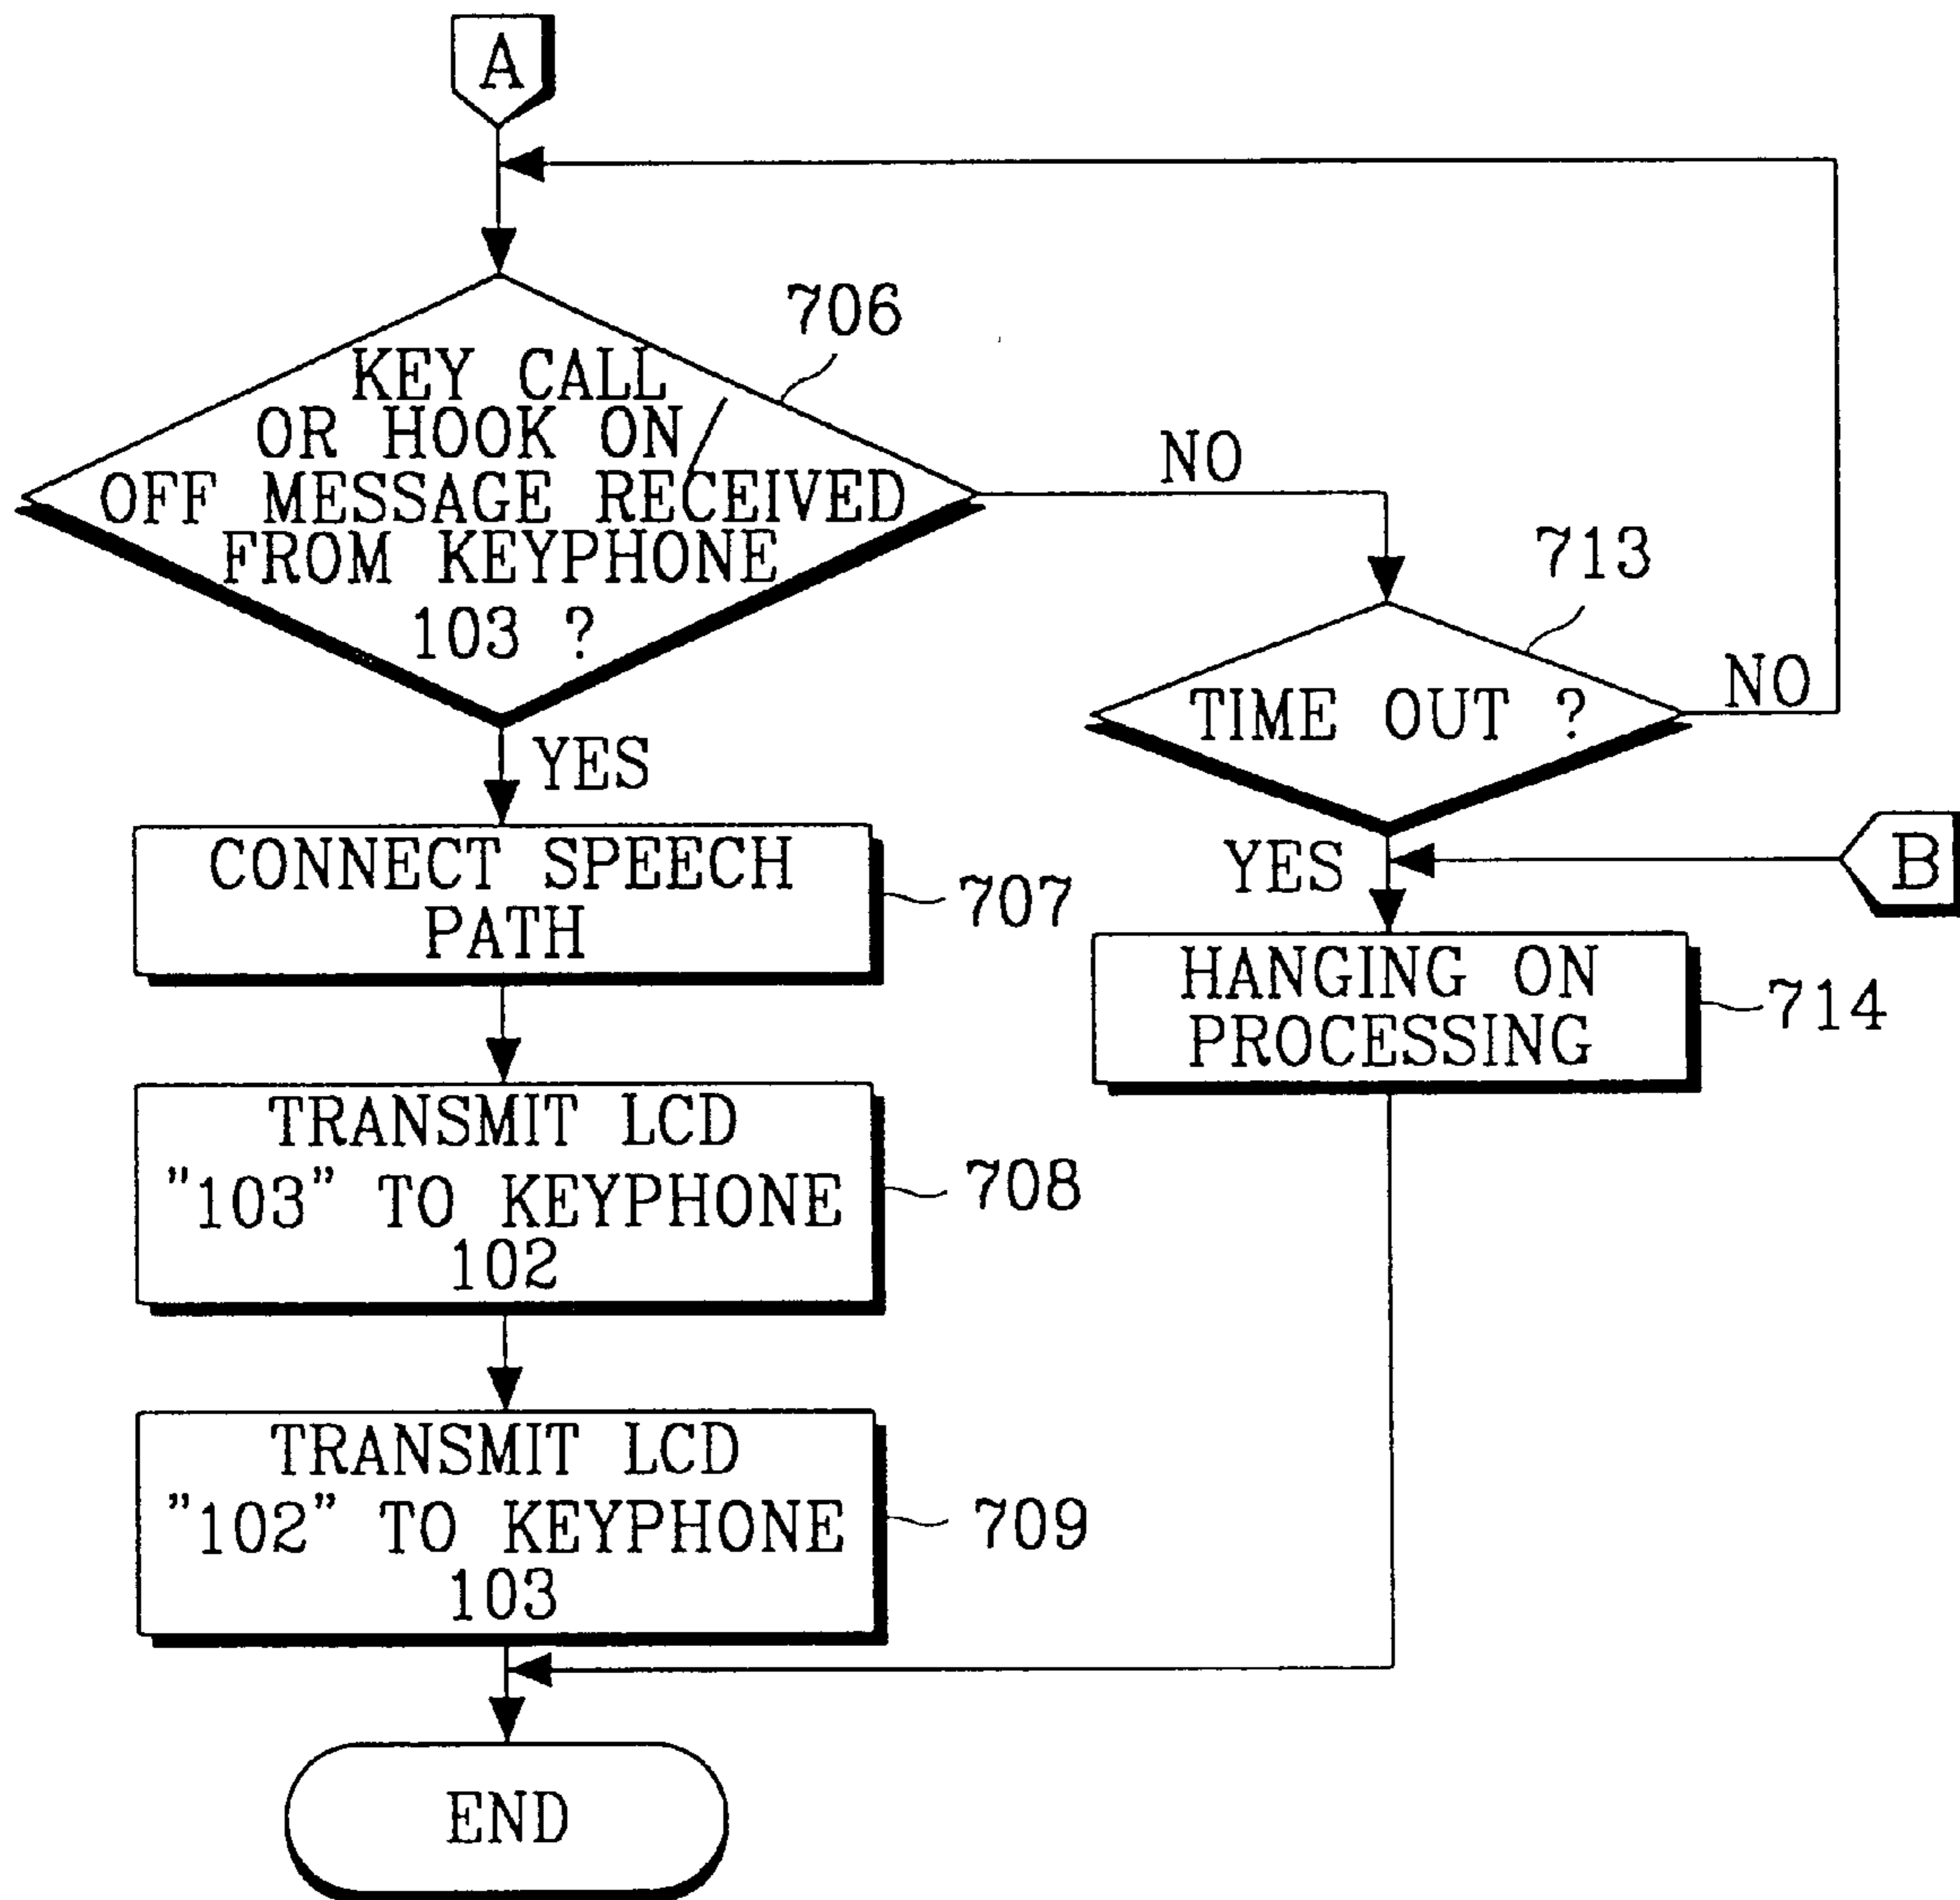 A
706
KEY CALL
OR HOOK ON/
OFF MESSAGE RECEIVED
FROM KEYPHONE
103 ?
NO
713
TIME OUT ?
NO
YES
YES
B
CONNECT SPEECH
PATH
707
HANGING ON
PROCESSING
714
TRANSMIT LCD
"103" TO KEYPHONE
102
708
TRANSMIT LCD
"102" TO KEYPHONE
103
709
END